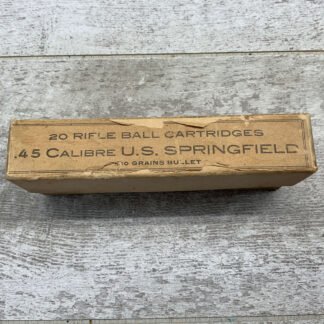 20 RIFLE BALL CARTRIDGES
.45 CALIBRE U.S. SPRINGFIELD
GRAINS BULLET